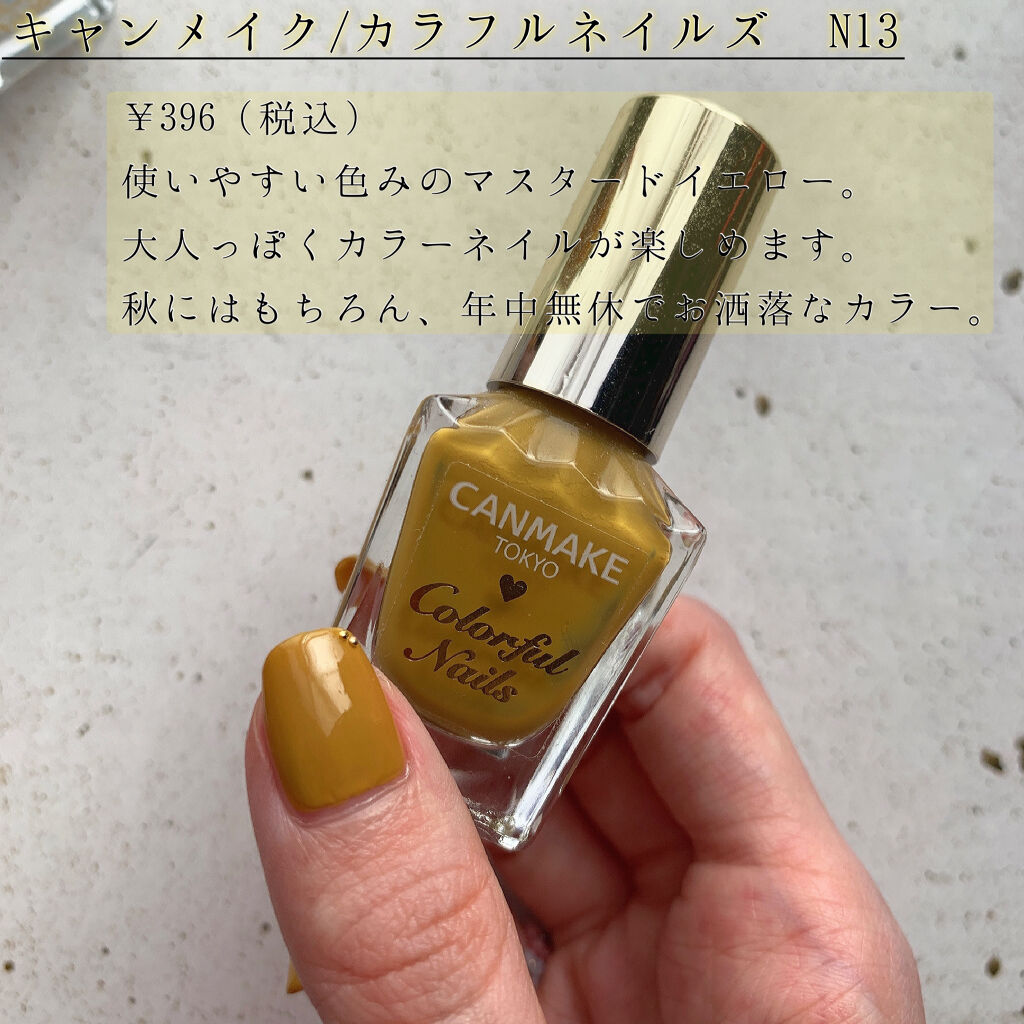 キャンメイク/カラフルネイルズ　N13
￥396（税込）
使いやすい色みのマスタードイエロー。
大人っぽくカラーネイルが楽しめます。
秋にはもちろん、年中無休でお洒落なカラー。
CANMAKE
TOKYO
Colorful
Nails